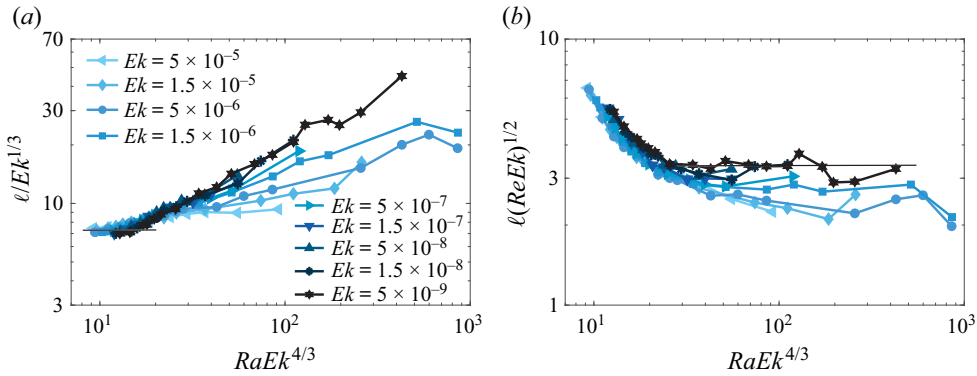 (a)
70
30
10
3
ℓ/Ek^{1/3}
Ek = 5 × 10^{-5}
Ek = 1.5 × 10^{-5}
Ek = 5 × 10^{-6}
Ek = 1.5 × 10^{-6}
Ek = 5 × 10^{-7}
Ek = 1.5 × 10^{-7}
Ek = 5 × 10^{-8}
Ek = 1.5 × 10^{-8}
Ek = 5 × 10^{-9}
10^1 10^2 10^3
RaEk^{4/3}
(b)
10
3
1
ℓ(ReEk)^{1/2}
10^1 10^2 10^3
RaEk^{4/3}